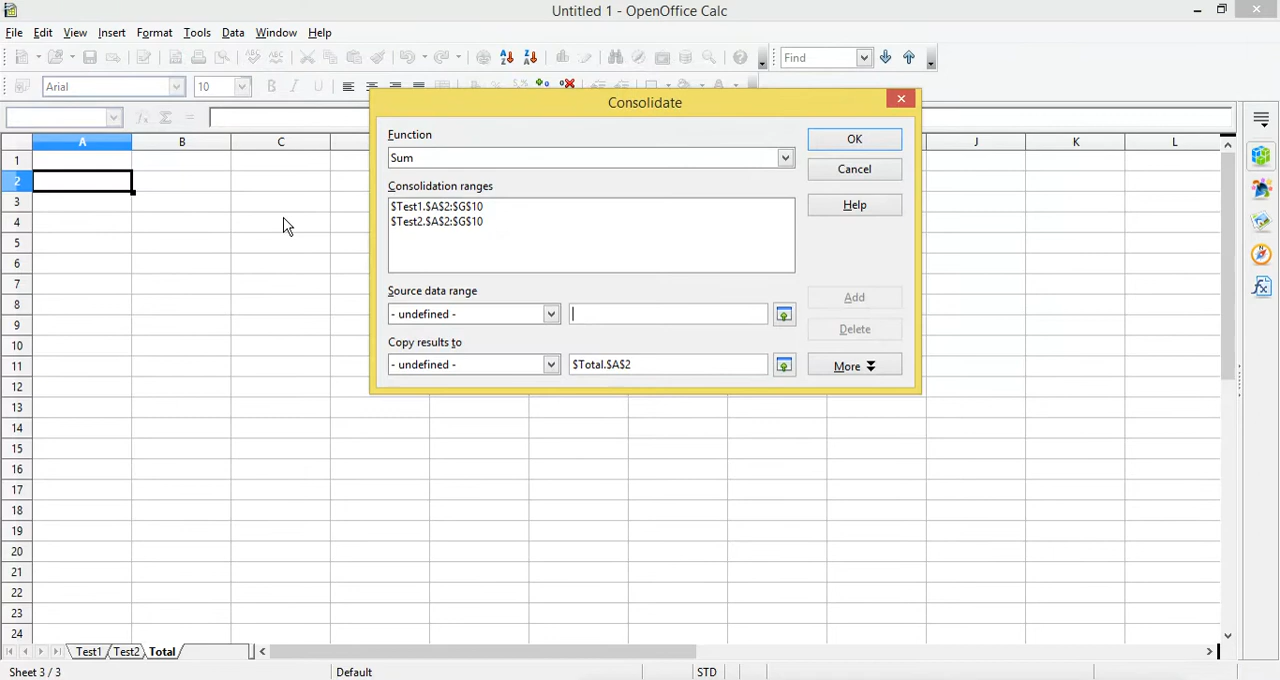 Untitled 1 - OpenOffice Calc
File Edit View Insert Format Tools Data Window Help
Find
Arial 10
Consolidate
Function
Sum
OK
Cancel
Consolidation ranges
Help
$Test1.$A$2:$G$10
$Test2.$A$2:$G$10
Source data range
Add
- undefined -
Delete
Copy results to
- undefined - $Total.$A$2
More
A B C J K L
1
2
3
4
5
6
7
8
9
10
11
12
13
14
15
16
17
18
19
20
21
22
23
24
Test1 Test2 Total
Sheet 3 / 3 Default STD